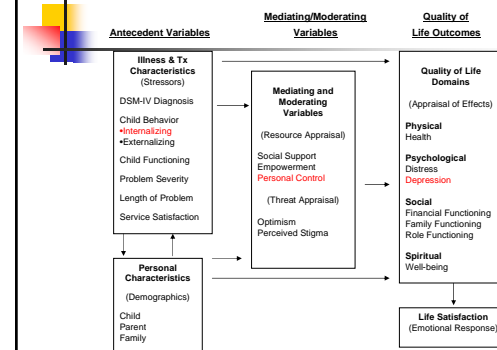 Antecedent Variables
Mediating/Moderating
Variables
Quality of
Life Outcomes
Illness & Tx
Characteristics
(Stressors)
DSM-IV Diagnosis
Child Behavior
•Internalizing
•Externalizing
Child Functioning
Problem Severity
Length of Problem
Service Satisfaction
Personal
Characteristics
(Demographics)
Child
Parent
Family
Mediating and
Moderating
Variables
(Resource Appraisal)
Social Support
Empowerment
Personal Control
(Threat Appraisal)
Optimism
Perceived Stigma
Quality of Life
Domains
(Appraisal of Effects)
Physical
Health
Psychological
Distress
Depression
Social
Financial Functioning
Family Functioning
Role Functioning
Spiritual
Well-being
Life Satisfaction
(Emotional Response)